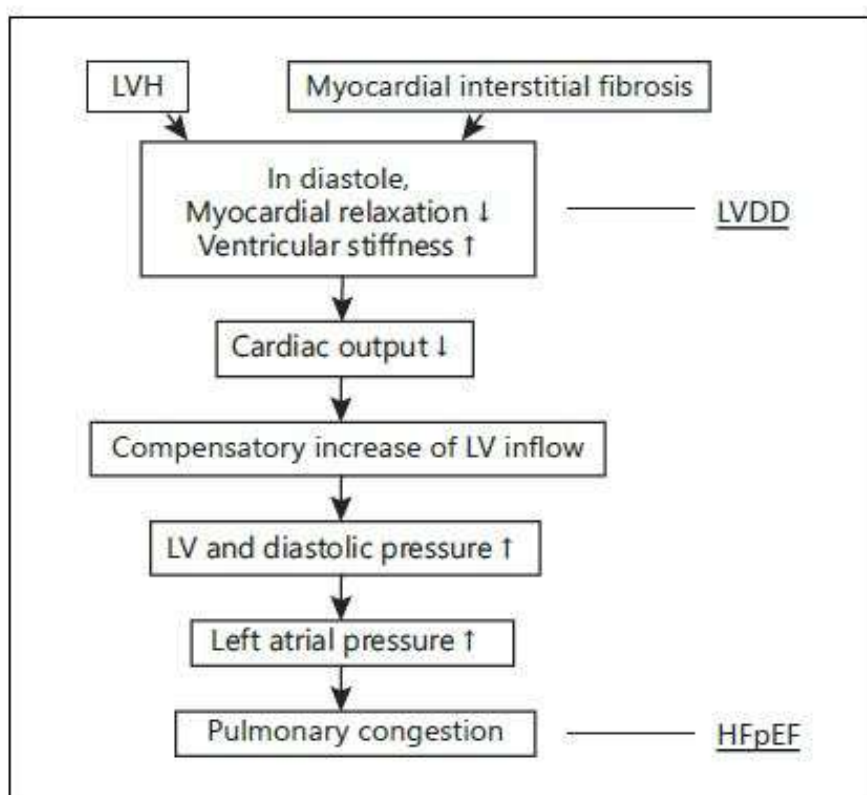 LVH
Myocardial interstitial fibrosis
In diastole,
Myocardial relaxation ↓
Ventricular stiffness ↑
LVDD
Cardiac output ↓
Compensatory increase of LV inflow
LV and diastolic pressure ↑
Left atrial pressure ↑
Pulmonary congestion
HFpEF